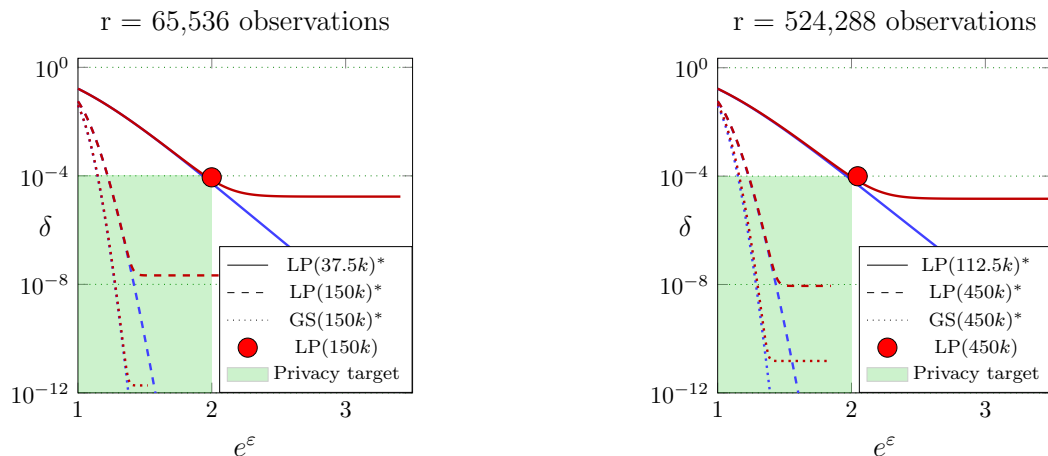 r = 65,536 observations
10^0
10^−4
δ
10^−8
10^−12
LP(37.5k)*
LP(150k)*
GS(150k)*
LP(150k)
Privacy target
1
2
3
e^ε
r = 524,288 observations
10^0
10^−4
δ
10^−8
10^−12
LP(112.5k)*
LP(450k)*
GS(450k)*
LP(450k)
Privacy target
1
2
3
e^ε